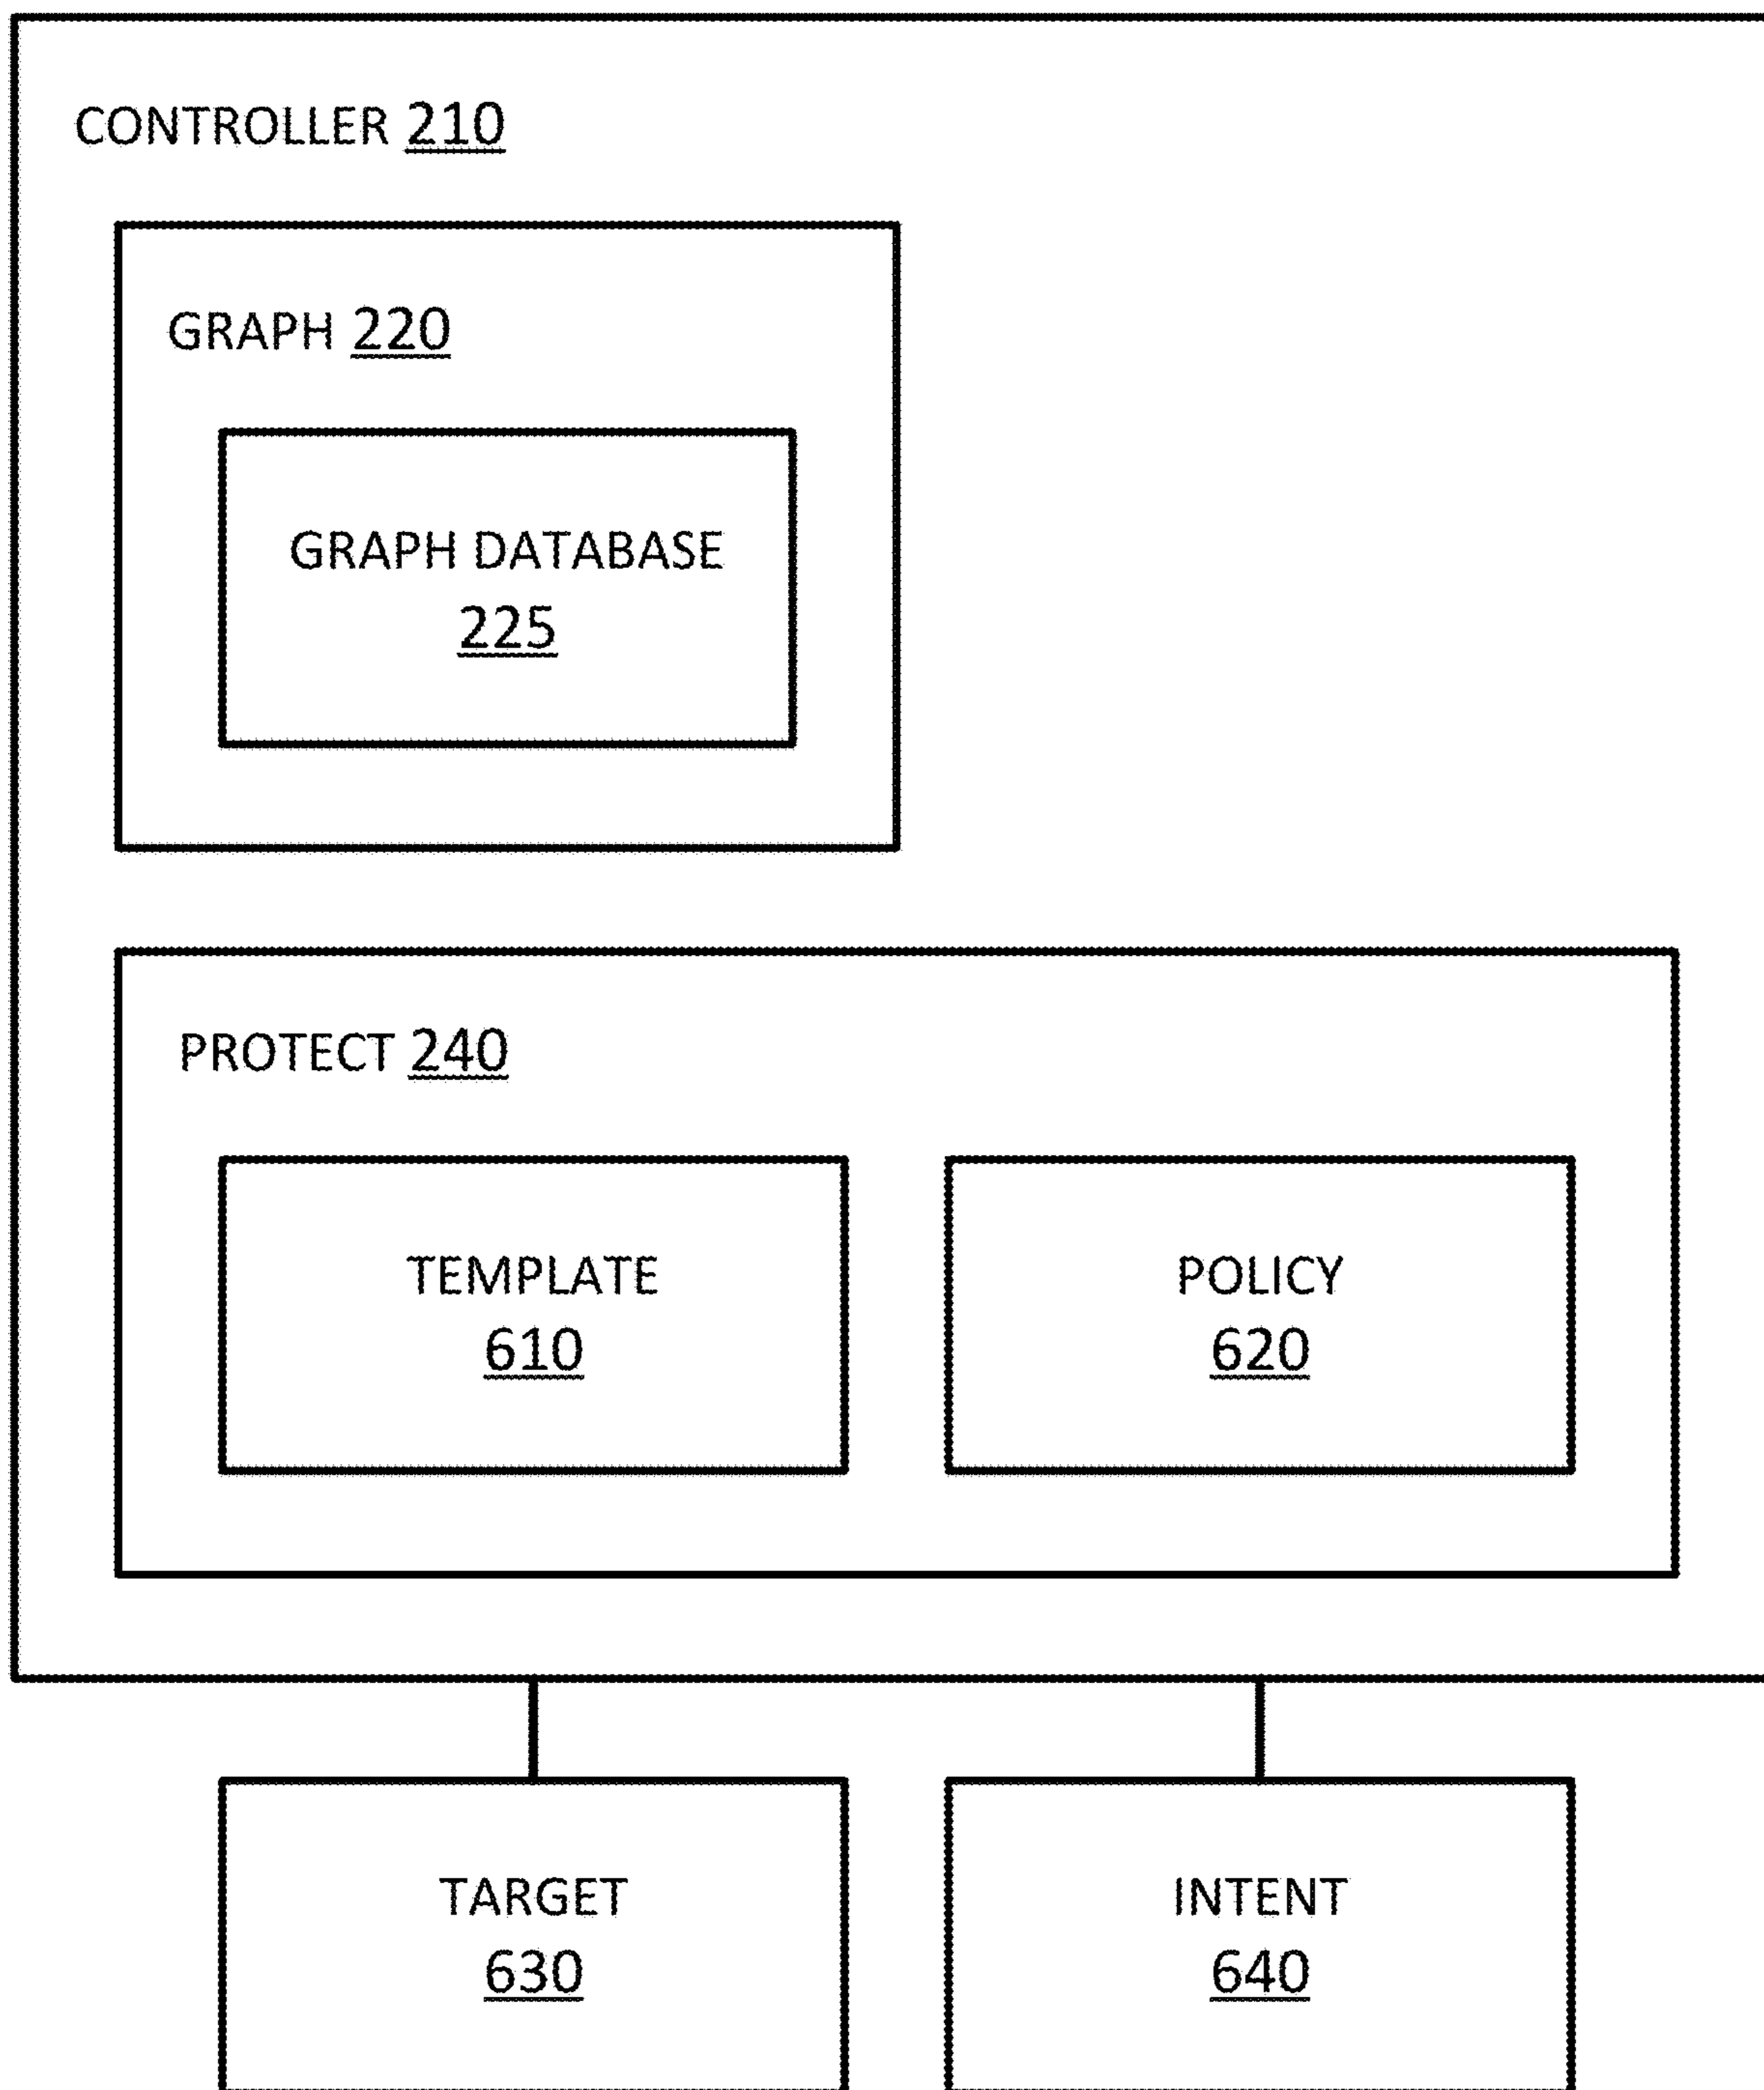 CONTROLLER 210
GRAPH 220
GRAPH DATABASE
225
PROTECT 240
TEMPLATE
610
POLICY
620
TARGET
630
INTENT
640